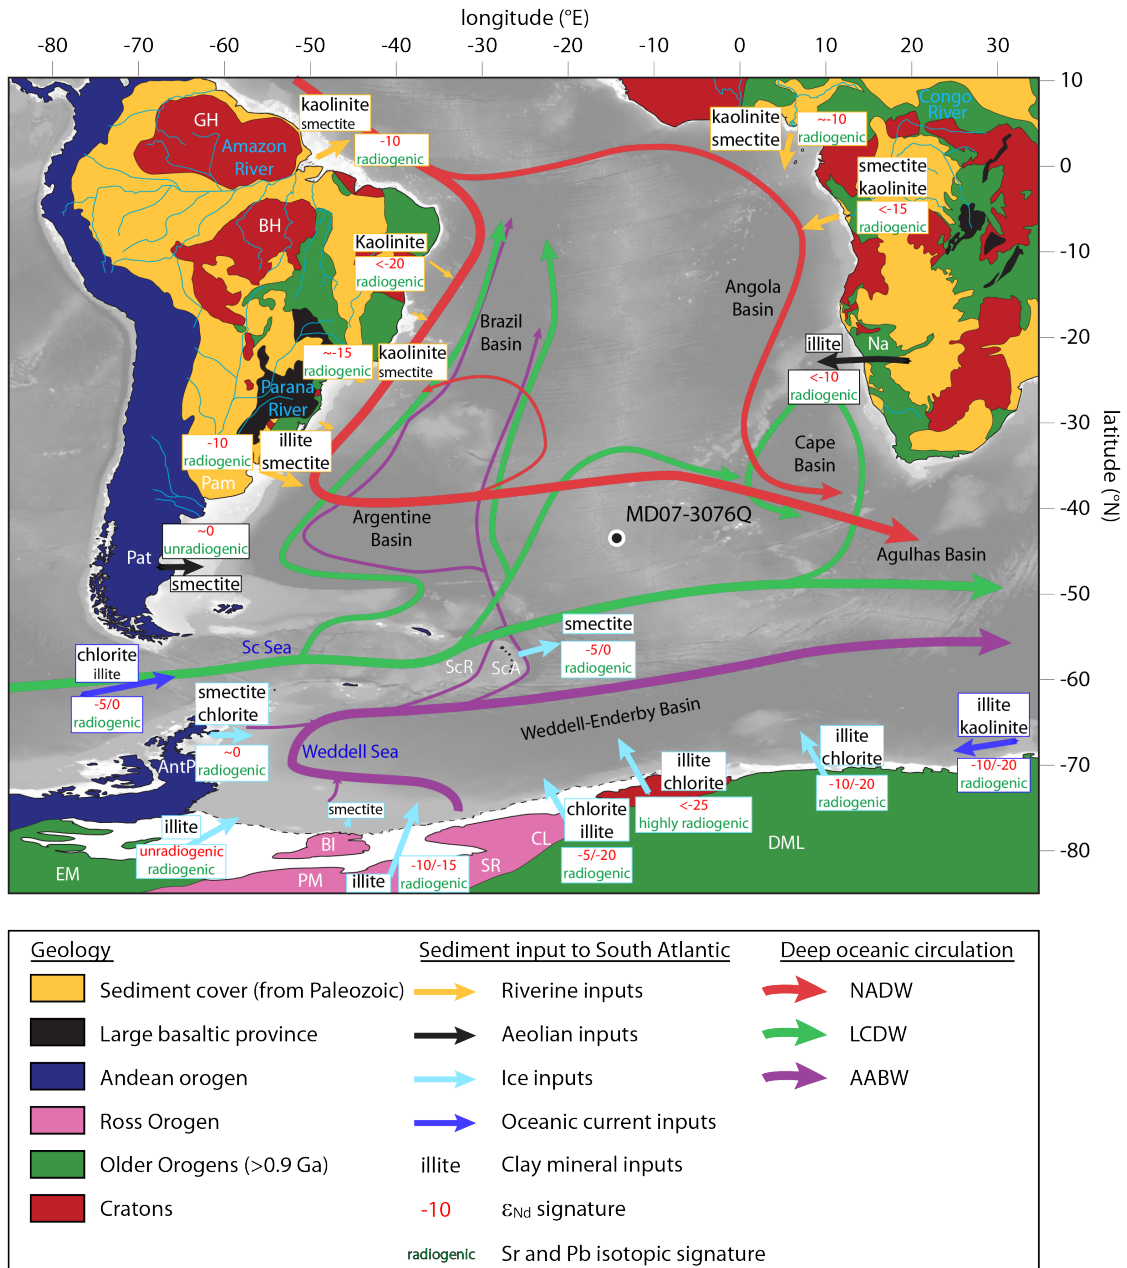 longitude (°E)
-80 -70 -60 -50 -40 -30 -20 -10 0 10 20 30
10
0
-10
-20
-30
-40
-50
-60
-70
-80
latitude (°N)
GH
Amazon
River
kaolinite
smectite
-10
radiogenic
BH
Kaolinite
<-20
radiogenic
~-15
radiogenic
kaolinite
smectite
Parana
River
-10
radiogenic
illite
smectite
Pam
Pat
~0
unradiogenic
smectite
kaolinite
smectite
~-10
radiogenic
Congo
River
smectite
kaolinite
<-15
radiogenic
Angola
Basin
Brazil
Basin
illite
Na
<-10
radiogenic
Cape
Basin
Argentine
Basin
MD07-3076Q
Agulhas Basin
Sc Sea
chlorite
illite
-5/0
radiogenic
smectite
-5/0
radiogenic
ScR
ScA
smectite
chlorite
~0
radiogenic
AntP
Weddell Sea
Weddell-Enderby Basin
illite
kaolinite
-10/-20
radiogenic
illite
chlorite
-10/-20
radiogenic
illite
chlorite
<-25
highly radiogenic
smectite
chlorite
illite
-5/-20
radiogenic
illite
unradiogenic
radiogenic
-10/-15
radiogenic
illite
EM
BI
PM
SR
CL
DML
Geology
Sediment cover (from Paleozoic)
Large basaltic province
Andean orogen
Ross Orogen
Older Orogens (>0.9 Ga)
Cratons
Sediment input to South Atlantic
Riverine inputs
Aeolian inputs
Ice inputs
Oceanic current inputs
illite Clay mineral inputs
-10 εNd signature
radiogenic Sr and Pb isotopic signature
Deep oceanic circulation
NADW
LCDW
AABW